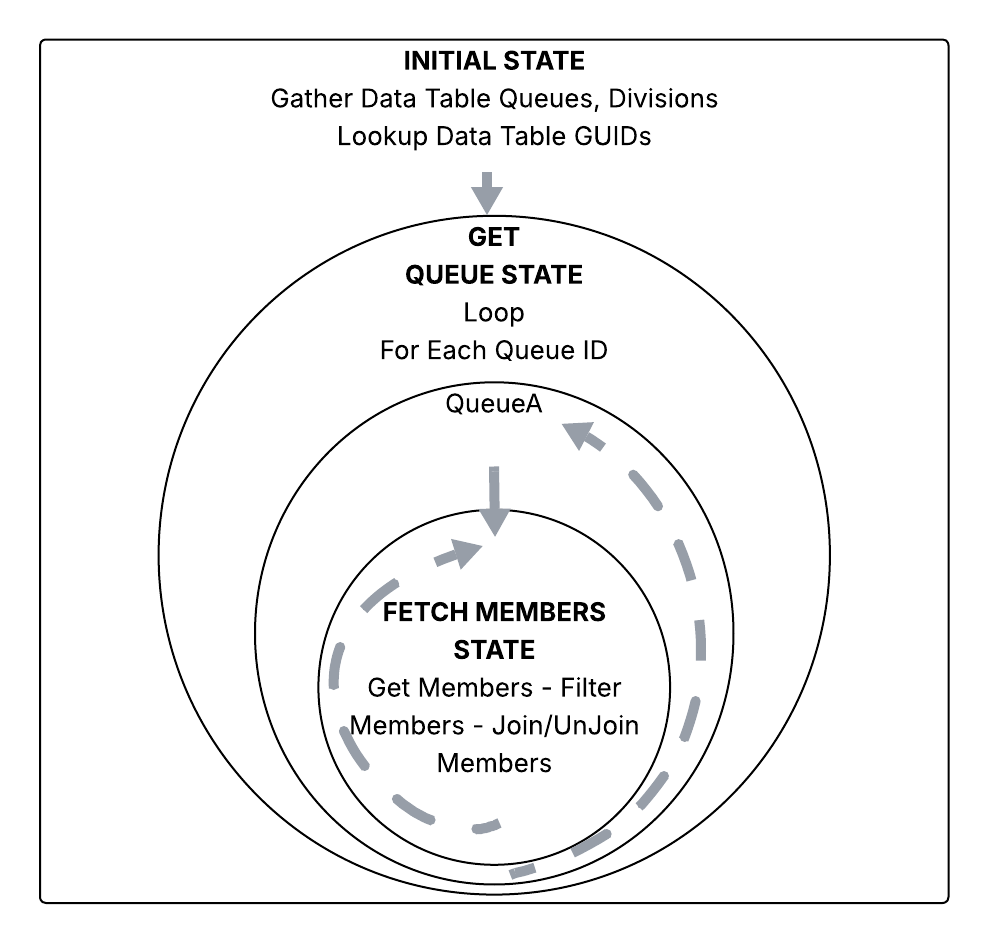 INITIAL STATE
Gather Data Table Queues, Divisions
Lookup Data Table GUIDs
GET
QUEUE STATE
Loop
For Each Queue ID
QueueA
FETCH MEMBERS
STATE
Get Members - Filter
Members - Join/UnJoin
Members